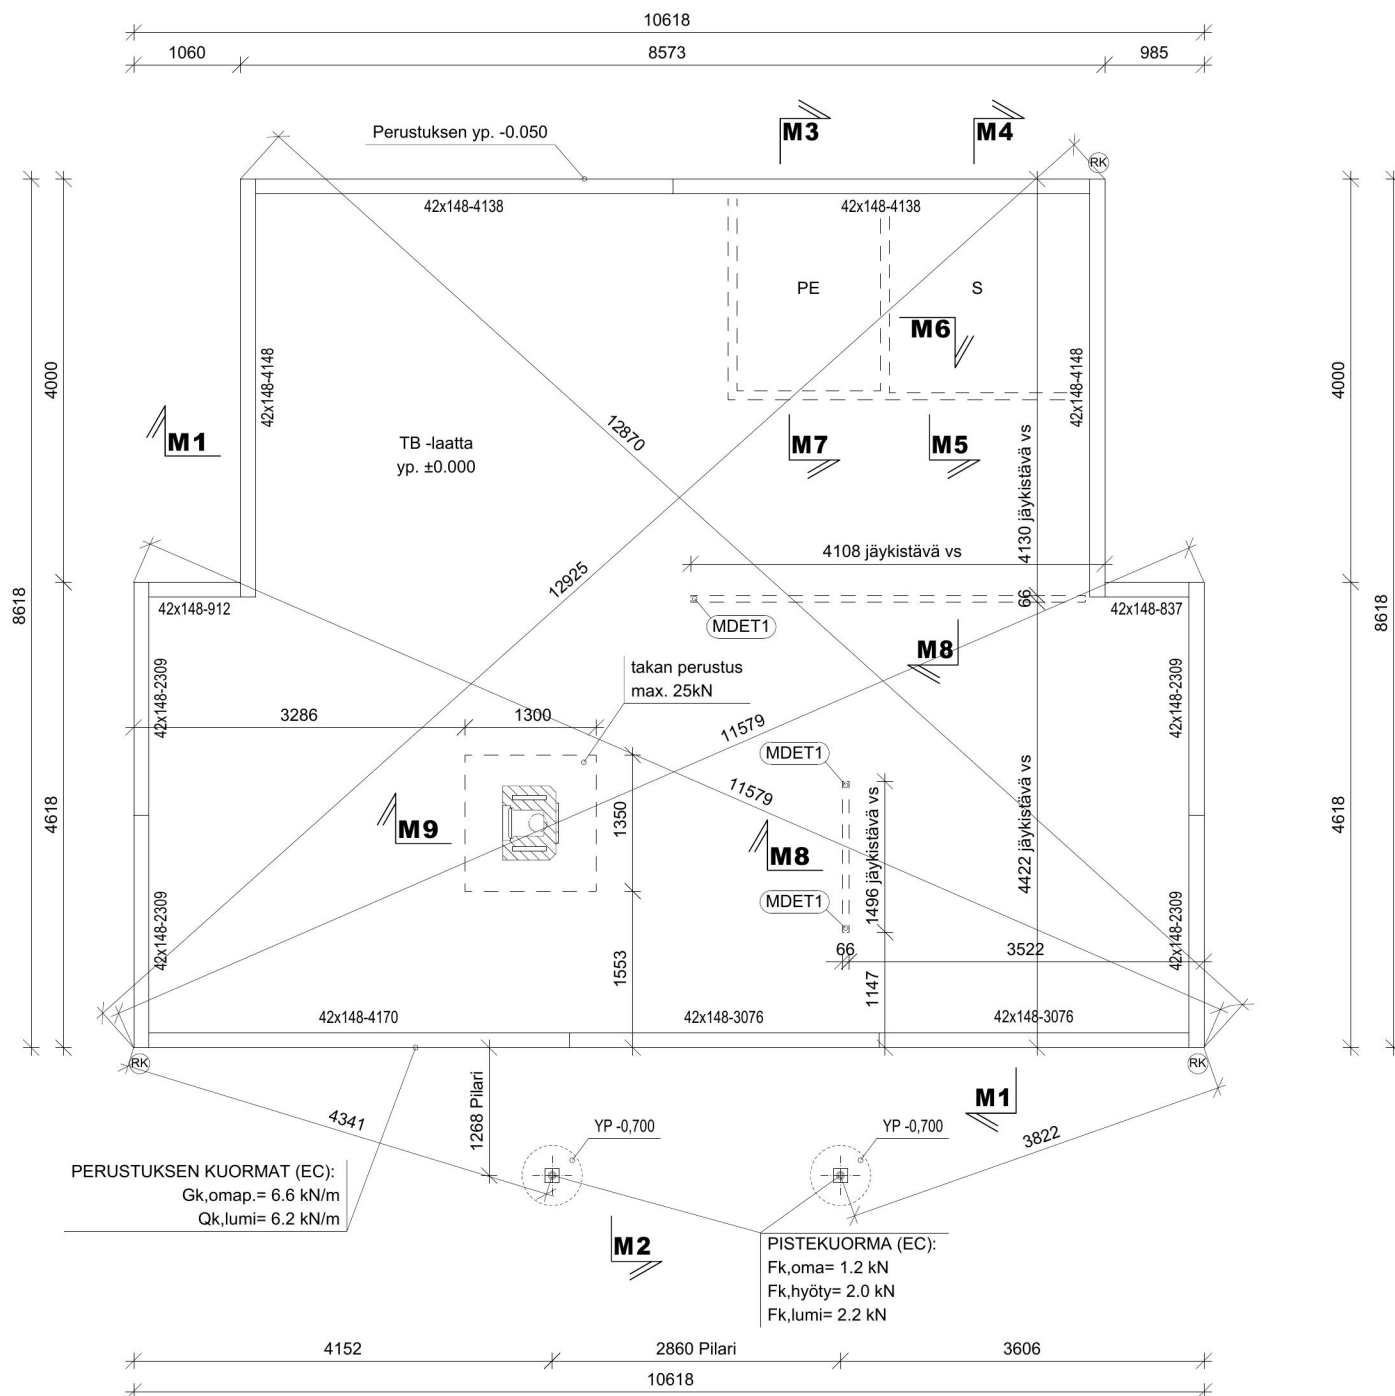 10618
1060
8573
985
Perustuksen yp. -0.050
M3
M4
RK
42x148-4138
42x148-4138
PE
S
M6
4000
4000
42x148-4148
42x148-4148
M1
TB -laatta
yp. ±0.000
12870
M7
M5
4130 jäykistävä vs
4108 jäykistävä vs
12925
8618
8618
42x148-912
66
42x148-837
MDET1
M8
takan perustus
max. 25kN
42x148-2309
42x148-2309
3286
1300
11579
MDET1
11579
4618
4618
M9
1350
M8
1496 jäykistävä vs
4422 jäykistävä vs
MDET1
42x148-2309
42x148-2309
1553
66
3522
1147
42x148-4170
42x148-3076
42x148-3076
RK
RK
4341
1268 Pilari
YP -0,700
YP -0,700
M1
3822
PERUSTUKSEN KUORMAT (EC):
Gk,omap.= 6.6 kN/m
Qk,lumi= 6.2 kN/m
M2
PISTEKUORMA (EC):
Fk,oma= 1.2 kN
Fk,hyöty= 2.0 kN
Fk,lumi= 2.2 kN
4152
2860 Pilari
3606
10618